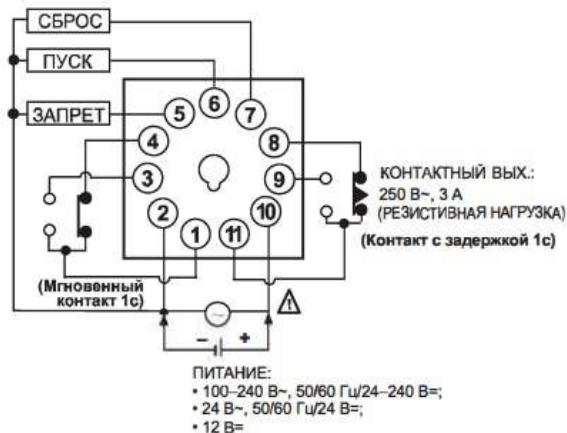 СБРОС
ПУСК
ЗАПРЕТ
6
5
7
4
8
3
9
2
10
1
11
КОНТАКТНЫЙ ВЫХ.:
250 В~, 3 А
(РЕЗИСТИВНАЯ НАГРУЗКА)
(Контакт с задержкой 1с)
(Мгновенный
контакт 1с)
~
!
− +
ПИТАНИЕ:
• 100–240 В~, 50/60 Гц/24–240 В=;
• 24 В~, 50/60 Гц/24 В=;
• 12 В=